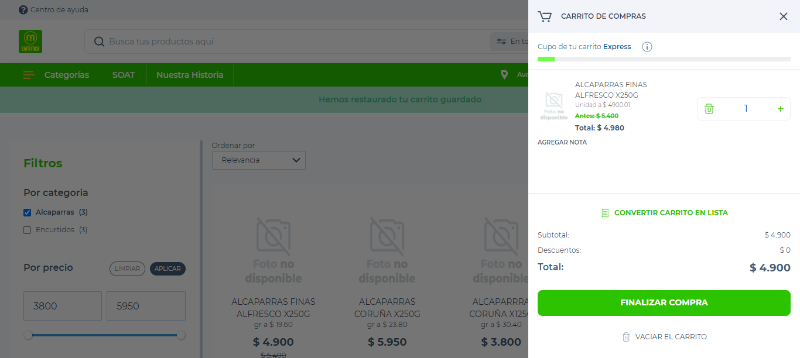 Centro de ayuda
Busca tus productos aquí
En to
Categorías
SOAT
Nuestra Historia
Hemos restaurado tu carrito guardado
Filtros
Por categoría
Alcaparras (3)
Encurtidos (3)
Por precio
LIMPIAR
APLICAR
3800
5950
Ordenar por
Relevancia
Foto no
disponible
ALCAPARRAS FINAS
ALFRESCO X250G
gr a $ 19.60
$ 4.900
$ 5.400
Foto no
disponible
ALCAPARRAS
CORUÑA X250G
gr a $ 23.80
$ 5.950
Foto no
disponible
ALCAPARRRAS
CORUÑA X125G
gr a $ 30.40
$ 3.800
CARRITO DE COMPRAS
Cupo de tu carrito Express
Foto no
disponible
ALCAPARRAS FINAS
ALFRESCO X250G
Unidad a $ 4900.01
Antes: $ 5.400
Total: $ 4.980
1
AGREGAR NOTA
CONVERTIR CARRITO EN LISTA
Subtotal: $ 4.900
Descuentos: $ 0
Total: $ 4.900
FINALIZAR COMPRA
VACIAR EL CARRITO